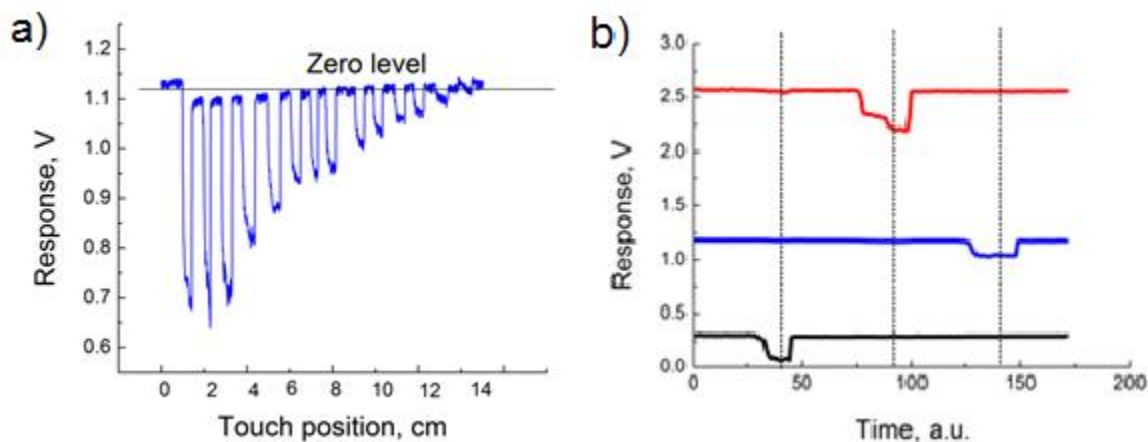 a)
Zero level
1.2
1.1
1.0
0.9
0.8
0.7
0.6
Response, V
0 2 4 6 8 10 12 14
Touch position, cm
b)
3.0
2.5
2.0
1.5
1.0
0.5
0.0
Response, V
0 50 100 150 200
Time, a.u.